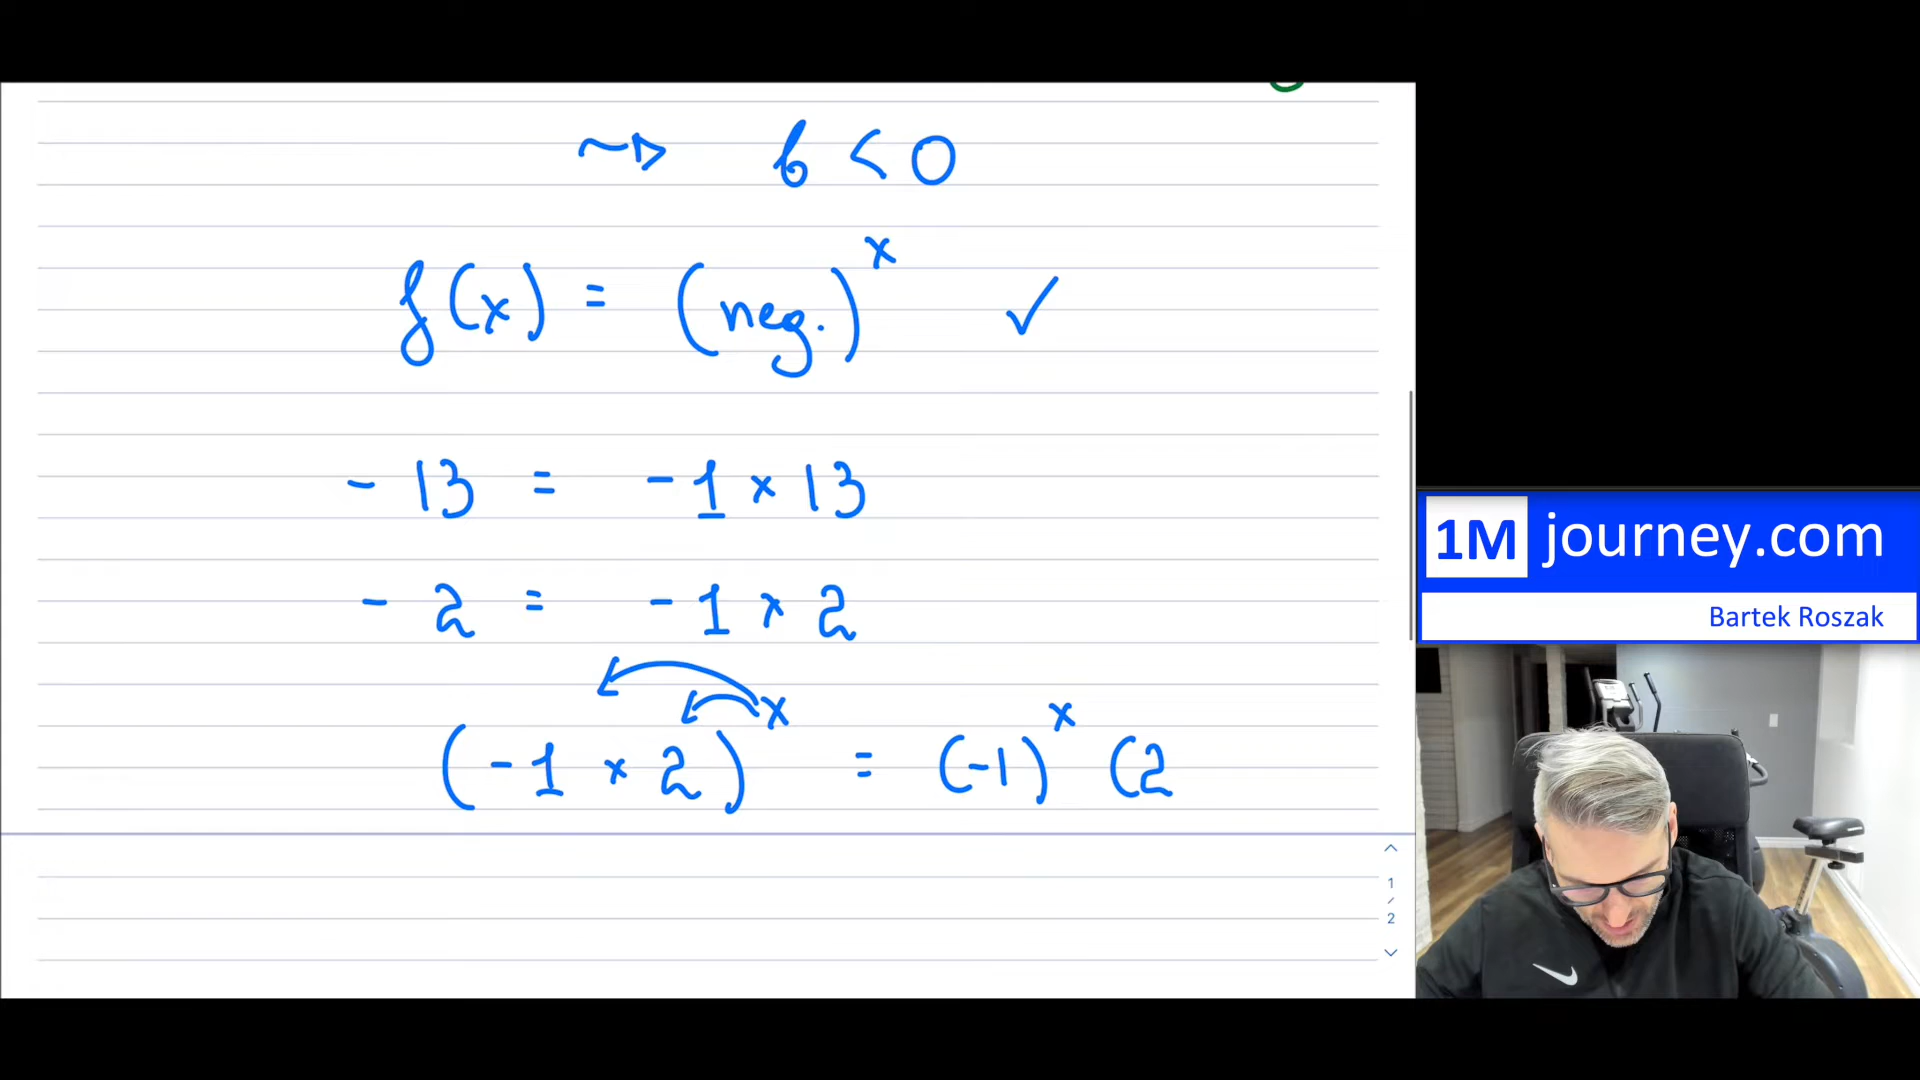 ⇝ b < 0
f(x) = (neg.)^x ✓
- 13 = - 1 × 13
- 2 = - 1 × 2
(- 1 × 2)^x = (-1)^x (2
1
/
2
1M journey.com
Bartek Roszak